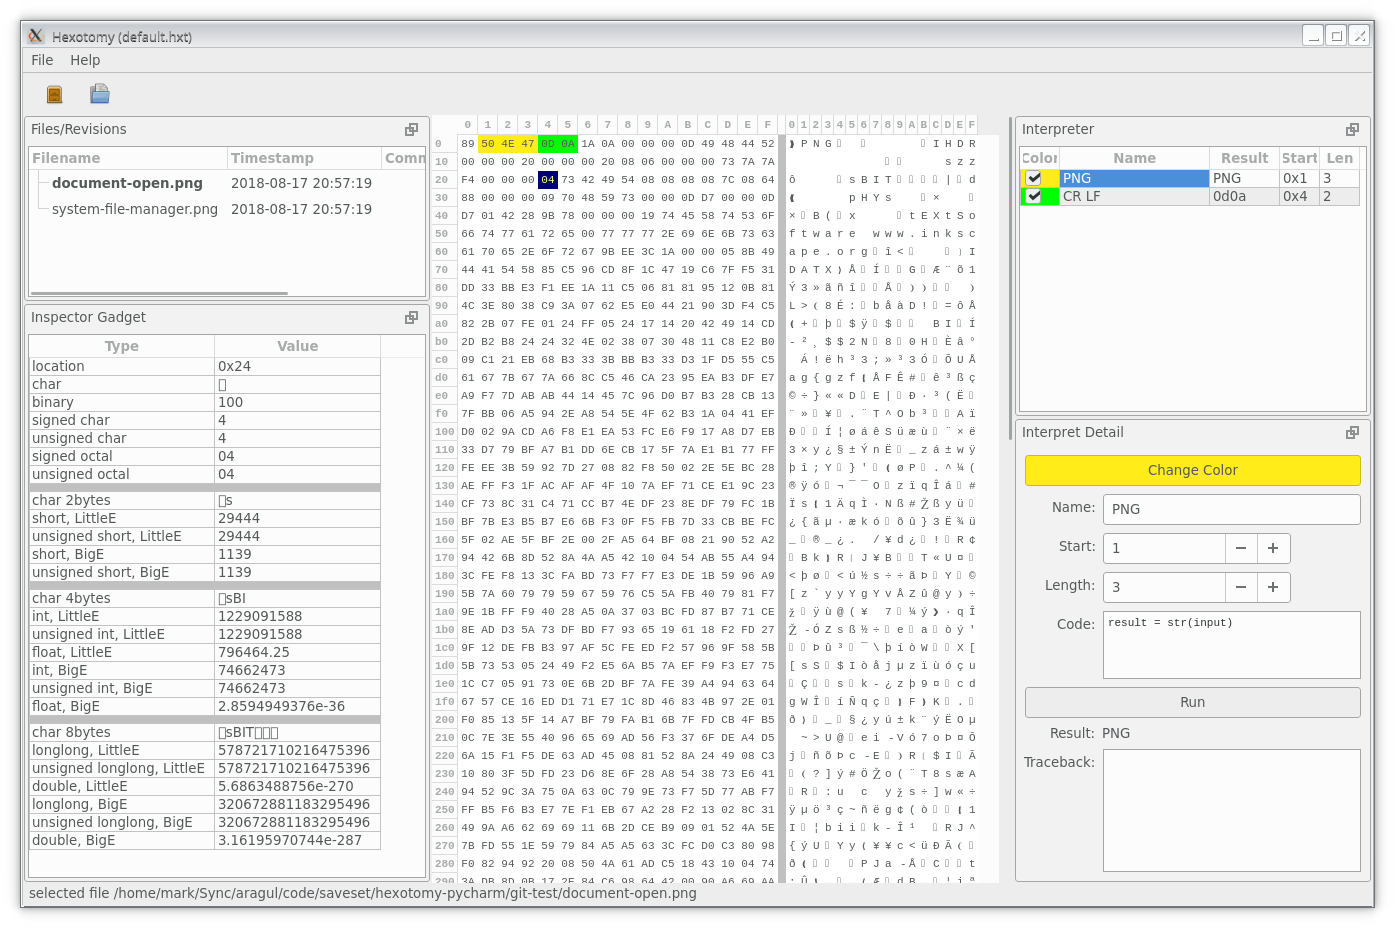 Hexotomy (default.hxt)
File Help
Files/Revisions
Filename Timestamp Comm
document-open.png 2018-08-17 20:57:19
system-file-manager.png 2018-08-17 20:57:19
Inspector Gadget
Type Value
location 0x24
char
binary 100
signed char 4
unsigned char 4
signed octal 04
unsigned octal 04
char 2bytes s
short, LittleE 29444
unsigned short, LittleE 29444
short, BigE 1139
unsigned short, BigE 1139
char 4bytes sBI
int, LittleE 1229091588
unsigned int, LittleE 1229091588
float, LittleE 796464.25
int, BigE 74662473
unsigned int, BigE 74662473
float, BigE 2.8594949376e-36
char 8bytes sBIT
longlong, LittleE 578721710216475396
unsigned longlong, LittleE 578721710216475396
double, LittleE 5.6863488756e-270
longlong, BigE 320672881183295496
unsigned longlong, BigE 320672881183295496
double, BigE 3.16195970744e-287
0 1 2 3 4 5 6 7 8 9 A B C D E F 0 1 2 3 4 5 6 7 8 9 A B C D E F
0 89 50 4E 47 0D 0A 1A 0A 00 00 00 0D 49 48 44 52 PNG IHDR
10 00 00 00 20 00 00 00 20 08 06 00 00 00 73 7A 7A szz
20 F4 00 00 00 04 73 42 49 54 08 08 08 08 7C 08 64 ô sBIT | d
30 88 00 00 00 09 70 48 59 73 00 00 0D D7 00 00 0D pHYs ×
40 D7 01 42 28 9B 78 00 00 00 19 74 45 58 74 53 6F × B( x tEXtSo
50 66 74 77 61 72 65 00 77 77 77 2E 69 6E 6B 73 63 ftware www.inksc
60 61 70 65 2E 6F 72 67 9B EE 3C 1A 00 00 05 8B 49 ape.org î< I
70 44 41 54 58 85 C5 96 CD 8F 1C 47 19 C6 7F F5 31
80 DD 33 BB E3 F1 EE 1A 11 C5 06 81 81 95 12 0B 81
90 4C 3E 80 38 C9 3A 07 62 E5 E0 44 21 90 3D F4 C5
a0 82 2B 07 FE 01 24 FF 05 24 17 14 20 42 49 14 CD
b0 2D B2 B8 24 24 32 4E 02 38 07 30 48 11 C8 E2 B0
c0 09 C1 21 EB 68 B3 33 3B BB B3 33 D3 1F D5 55 C5
d0 61 67 7B 67 7A 66 8C C5 46 CA 23 95 EA B3 DF E7
e0 A9 F7 7D AB AB 44 14 45 7C 96 D0 B7 B3 28 CB 13
f0 7F BB 06 A5 94 2E A8 54 5E 4F 62 B3 1A 04 41 EF
100 D0 02 9A CD A6 F8 E1 EA 53 FC E6 F9 17 A8 D7 EB
110 33 D7 79 BF A7 B1 DD 6E CB 17 5F 7A E1 B1 77 FF
120 FE EE 3B 59 92 7D 27 08 82 F8 50 02 2E 5E BC 28
130 AE FF F3 1F AC AF AF 4F 10 7A EF 71 CE E1 9C 23
140 CF 73 8C 31 C4 71 CC B7 4E DF 23 8E DF 79 FC 1B
150 BF 7B E3 B5 B7 E6 6B F3 0F F5 FB 7D 33 CB BE FC
160 5F 02 AE 5F BF 2E 00 2F A5 64 BF 08 21 90 52 A2
170 94 42 6B 8D 52 8A 4A A5 42 10 04 54 AB 55 A4 94
180 3C FE F8 13 3C FA BD 73 F7 F7 E3 DE 1B 59 96 A9
190 5B 7A 60 79 79 59 67 59 76 C5 5A FB 40 79 81 F7
1a0 9E 1B FF F9 40 28 A5 0A 37 03 BC FD 87 B7 71 CE
1b0 8E AD D3 5A 73 DF BD F7 93 65 19 61 18 F2 FD 27
1c0 9F 12 DE FB B3 97 AF 5C FE ED F2 57 96 9F 58 5B
1d0 5B 73 53 05 24 49 F2 E5 6A B5 7A EF F9 F3 E7 75
1e0 1C C7 05 91 73 0E 6B 2D BF 7A FE 39 A4 94 63 64
1f0 67 57 CE 16 ED D1 71 E7 1C 8D 46 83 4B 97 2E 01
200 F0 85 13 5F 14 A7 BF 79 FA B1 6B 7F FD CB 4F B5
210 0C 7E 3E 55 40 96 65 69 AD 56 F3 37 6F DE A4 D5
220 6A 15 F1 F5 DE 63 AD 45 08 81 52 8A 24 49 08 C3
230 10 80 3F 5D FD 23 D6 8E 6F 28 A8 54 38 73 E6 41
240 94 52 9C 3A 75 0A 63 0C 79 9E 73 F7 5D 77 AB F7
250 FF B5 F6 B3 E7 7E F1 EB 67 A2 28 F2 13 02 8C 31
260 49 9A A6 62 69 69 11 6B 2D CE B9 09 01 52 4A 5E
270 7B FD 55 1E 59 79 84 A5 A5 63 3C FC D0 C3 80 98
280 F0 82 94 92 20 08 50 4A 61 AD C5 18 43 10 04 74
290 3A DB 8D 0B 17 2E 84 C6 98 64 42 00 90 A6 69 AA
Interpreter
Color Name Result Start Len
PNG PNG 0x1 3
CR LF 0d0a 0x4 2
Interpret Detail
Change Color
Name: PNG
Start: 1
Length: 3
Code: result = str(input)
Run
Result: PNG
Traceback:
selected file /home/mark/Sync/aragul/code/saveset/hexotomy-pycharm/git-test/document-open.png